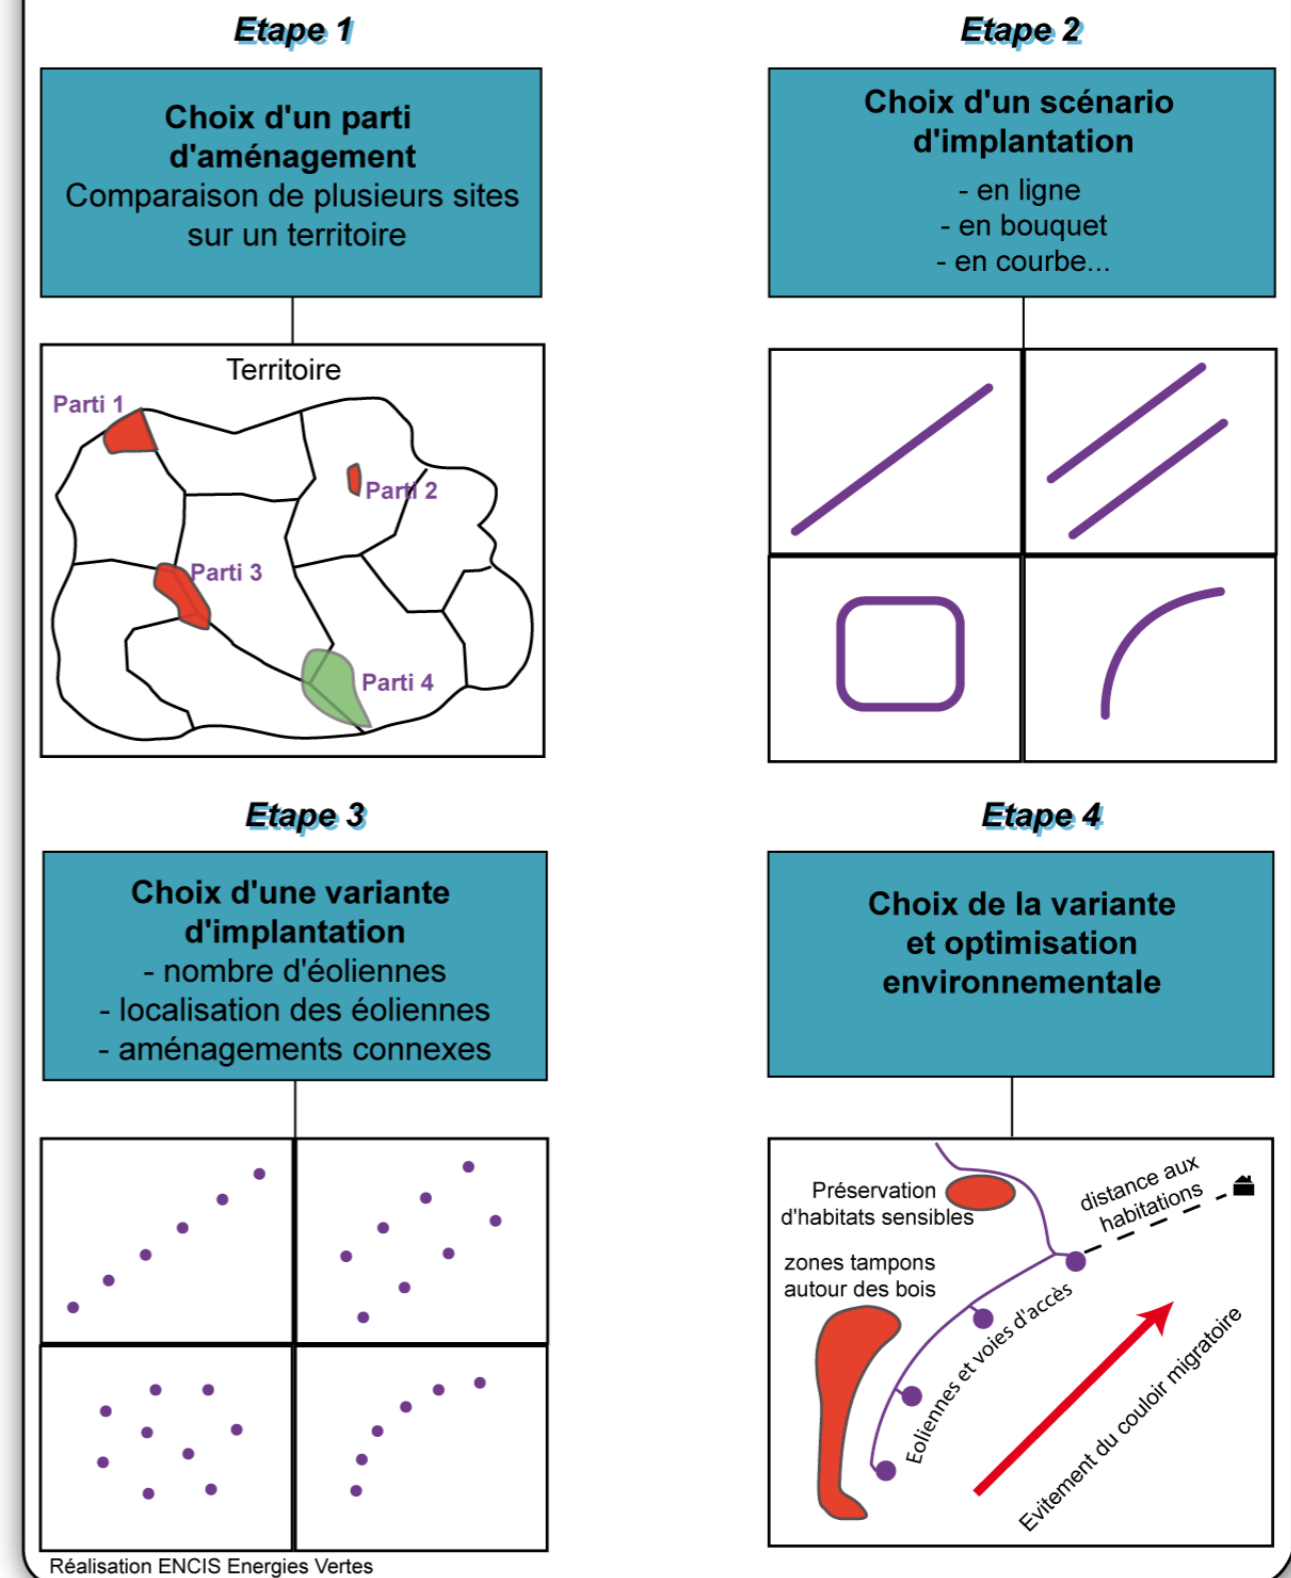 Etape 1
Choix d'un parti
d'aménagement
Comparaison de plusieurs sites
sur un territoire
Territoire
Parti 1
Parti 2
Parti 3
Parti 4
Etape 2
Choix d'un scénario
d'implantation
- en ligne
- en bouquet
- en courbe...
Etape 3
Choix d'une variante
d'implantation
- nombre d'éoliennes
- localisation des éoliennes
- aménagements connexes
Etape 4
Choix de la variante
et optimisation
environnementale
Préservation
d'habitats sensibles
distance aux
habitations
zones tampons
autour des bois
Eoliennes et voies d'accès
Evitement du couloir migratoire
Réalisation ENCIS Energies Vertes